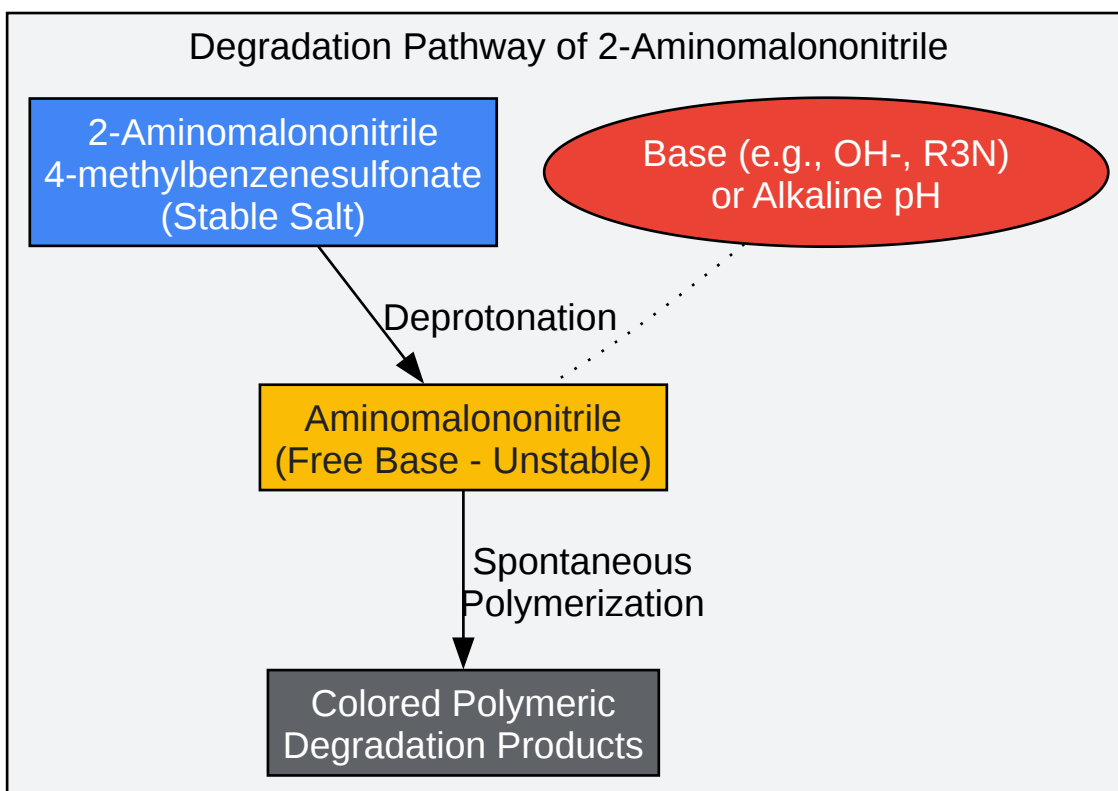 Degradation Pathway of 2-Aminomalononitrile
2-Aminomalononitrile
4-methylbenzenesulfonate
(Stable Salt)
Base (e.g., OH-, R3N)
or Alkaline pH
Deprotonation
Aminomalononitrile
(Free Base - Unstable)
Spontaneous
Polymerization
Colored Polymeric
Degradation Products